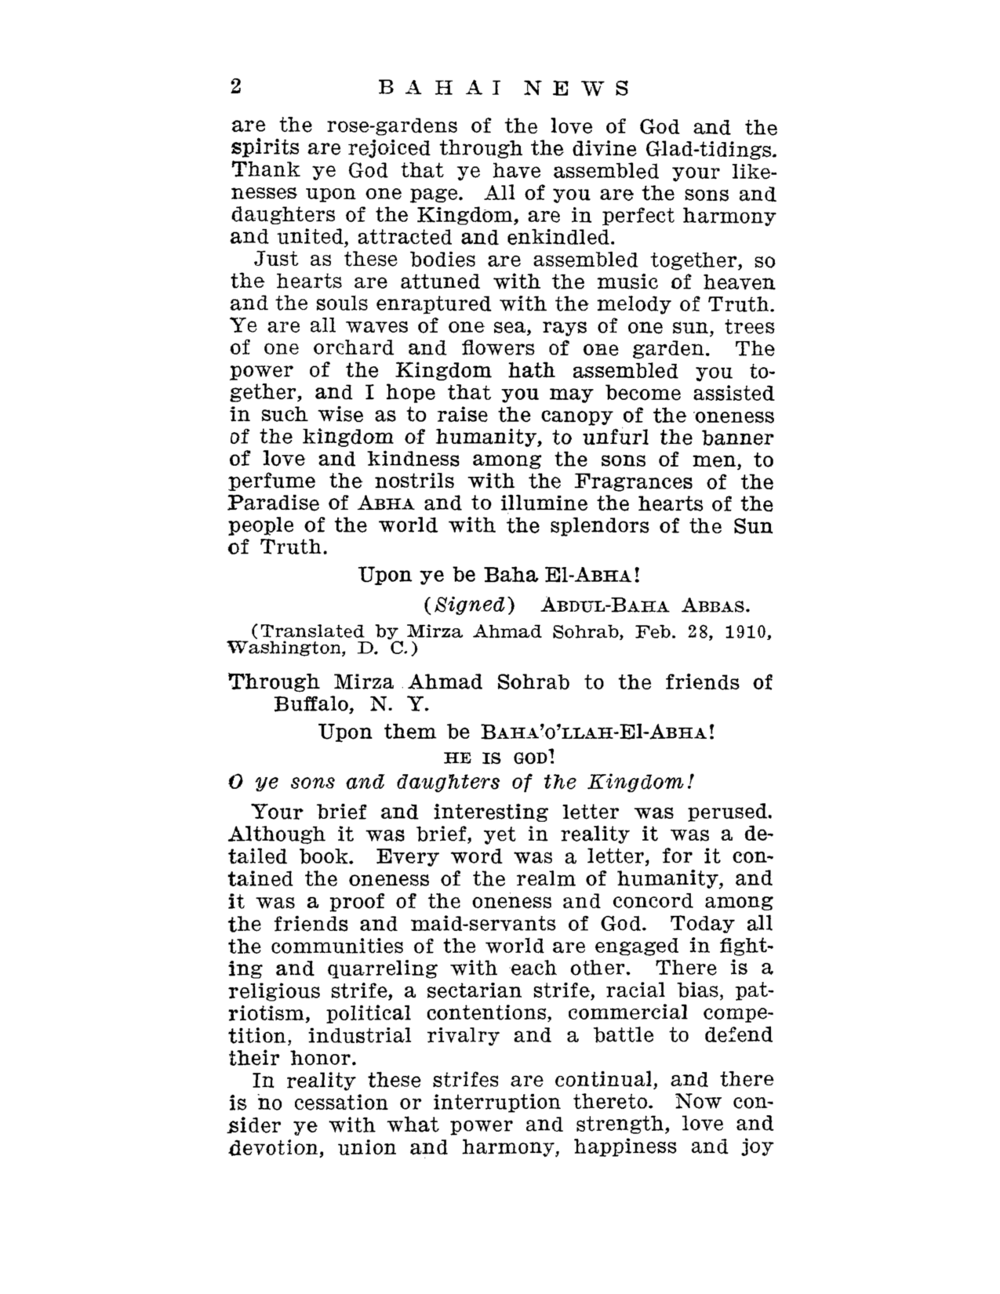 2 BAHAI NEWS
are the rose-gardens of the love of God and the
spirits are rejoiced through the divine Glad-tidings.
Thank ye God that ye have assembled your like-
nesses upon one page. All of you are the sons and
daughters of the Kingdom, are in perfect harmony
and united, attracted and enkindled.
Just as these bodies are assembled together, so
the hearts are attuned with the music of heaven
and the souls enraptured with the melody of Truth.
Ye are all waves of one sea, rays of one sun, trees
of one orchard and flowers of one garden. The
power of the Kingdom hath assembled you to-
gether, and I hope that you may become assisted
in such wise as to raise the canopy of the oneness
of the kingdom of humanity, to unfurl the banner
of love and kindness among the sons of men, to
perfume the nostrils with the Fragrances of the
Paradise of ABHA and to illumine the hearts of the
people of the world with the splendors of the Sun
of Truth.
Upon ye be Baha El-ABHA!
(Signed) ABDUL-BAHA ABBAS.
(Translated by Mirza Ahmad Sohrab, Feb. 28, 1910,
Washington, D. C.)
Through Mirza Ahmad Sohrab to the friends of
Buffalo, N. Y.
Upon them be BAHA'O'LLAH-El-ABHA!
HE IS GOD!
O ye sons and daughters of the Kingdom!
Your brief and interesting letter was perused.
Although it was brief, yet in reality it was a de-
tailed book. Every word was a letter, for it con-
tained the oneness of the realm of humanity, and
it was a proof of the oneness and concord among
the friends and maid-servants of God. Today all
the communities of the world are engaged in fight-
ing and quarreling with each other. There is a
religious strife, a sectarian strife, racial bias, pat-
riotism, political contentions, commercial compe-
tition, industrial rivalry and a battle to defend
their honor.
In reality these strifes are continual, and there
is no cessation or interruption thereto. Now con-
sider ye with what power and strength, love and
devotion, union and harmony, happiness and joy